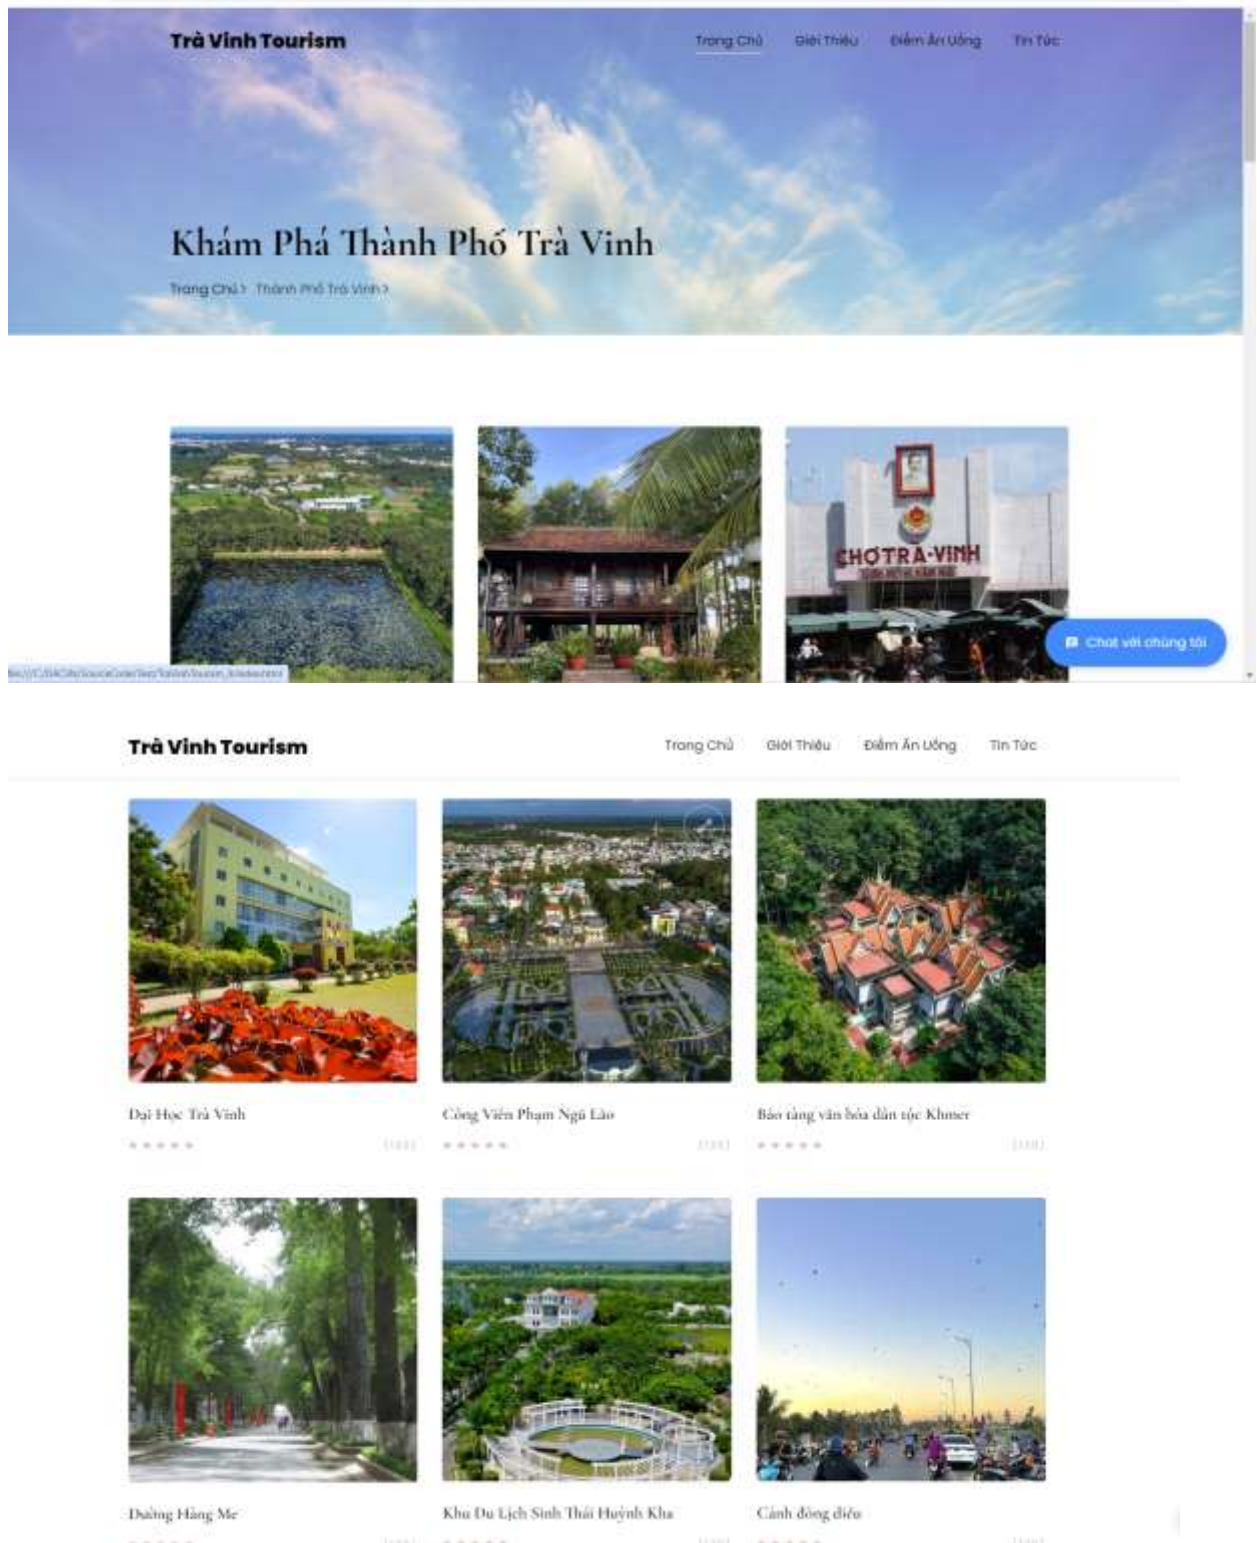 Trà Vinh Tourism
Trang Chủ Giới Thiệu Điểm Ăn Uống Tin Tức
Khám Phá Thành Phố Trà Vinh
Trang Chủ > Thành Phố Trà Vinh >
CHỢ TRÀ-VINH
Chat với chúng tôi
Trà Vinh Tourism
Trang Chủ Giới Thiệu Điểm Ăn Uống Tin Tức
Đại Học Trà Vinh
Công Viên Phạm Ngũ Lão
Bảo tàng văn hóa dân tộc Khmer
Đường Hàng Me
Khu Du Lịch Sinh Thái Huỳnh Kha
Cánh đồng diều